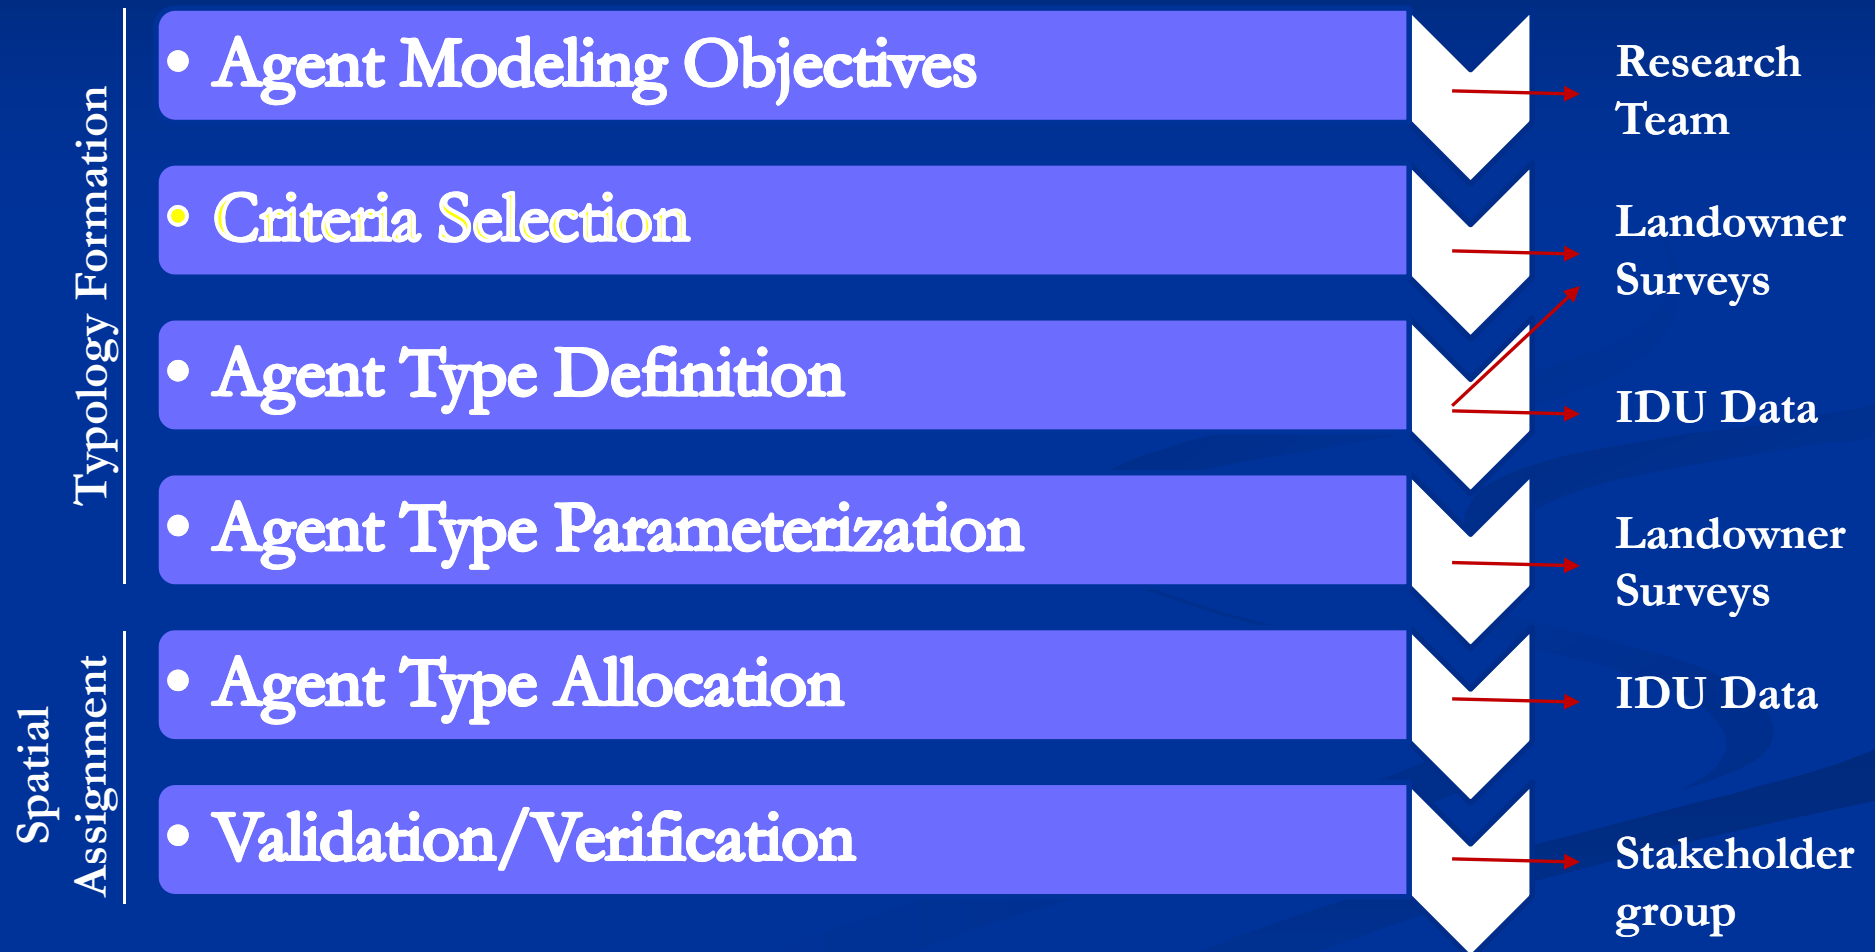 Typology Formation
• Agent Modeling Objectives
Research
Team
• Criteria Selection
Landowner
Surveys
• Agent Type Definition
IDU Data
• Agent Type Parameterization
Landowner
Surveys
Spatial
Assignment
• Agent Type Allocation
IDU Data
• Validation/Verification
Stakeholder
group